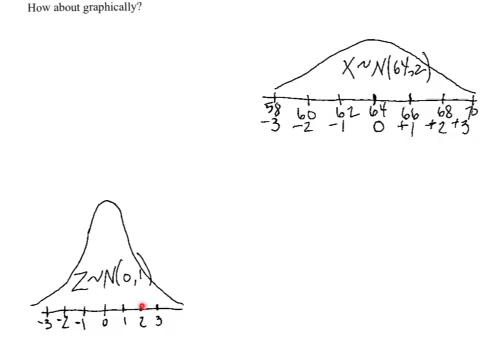 How about graphically?
X~N(64,2)
58 60 62 64 66 68 70
-3 -2 -1 0 +1 +2 +3
Z~N(0,1)
-3 -2 -1 0 1 2 3